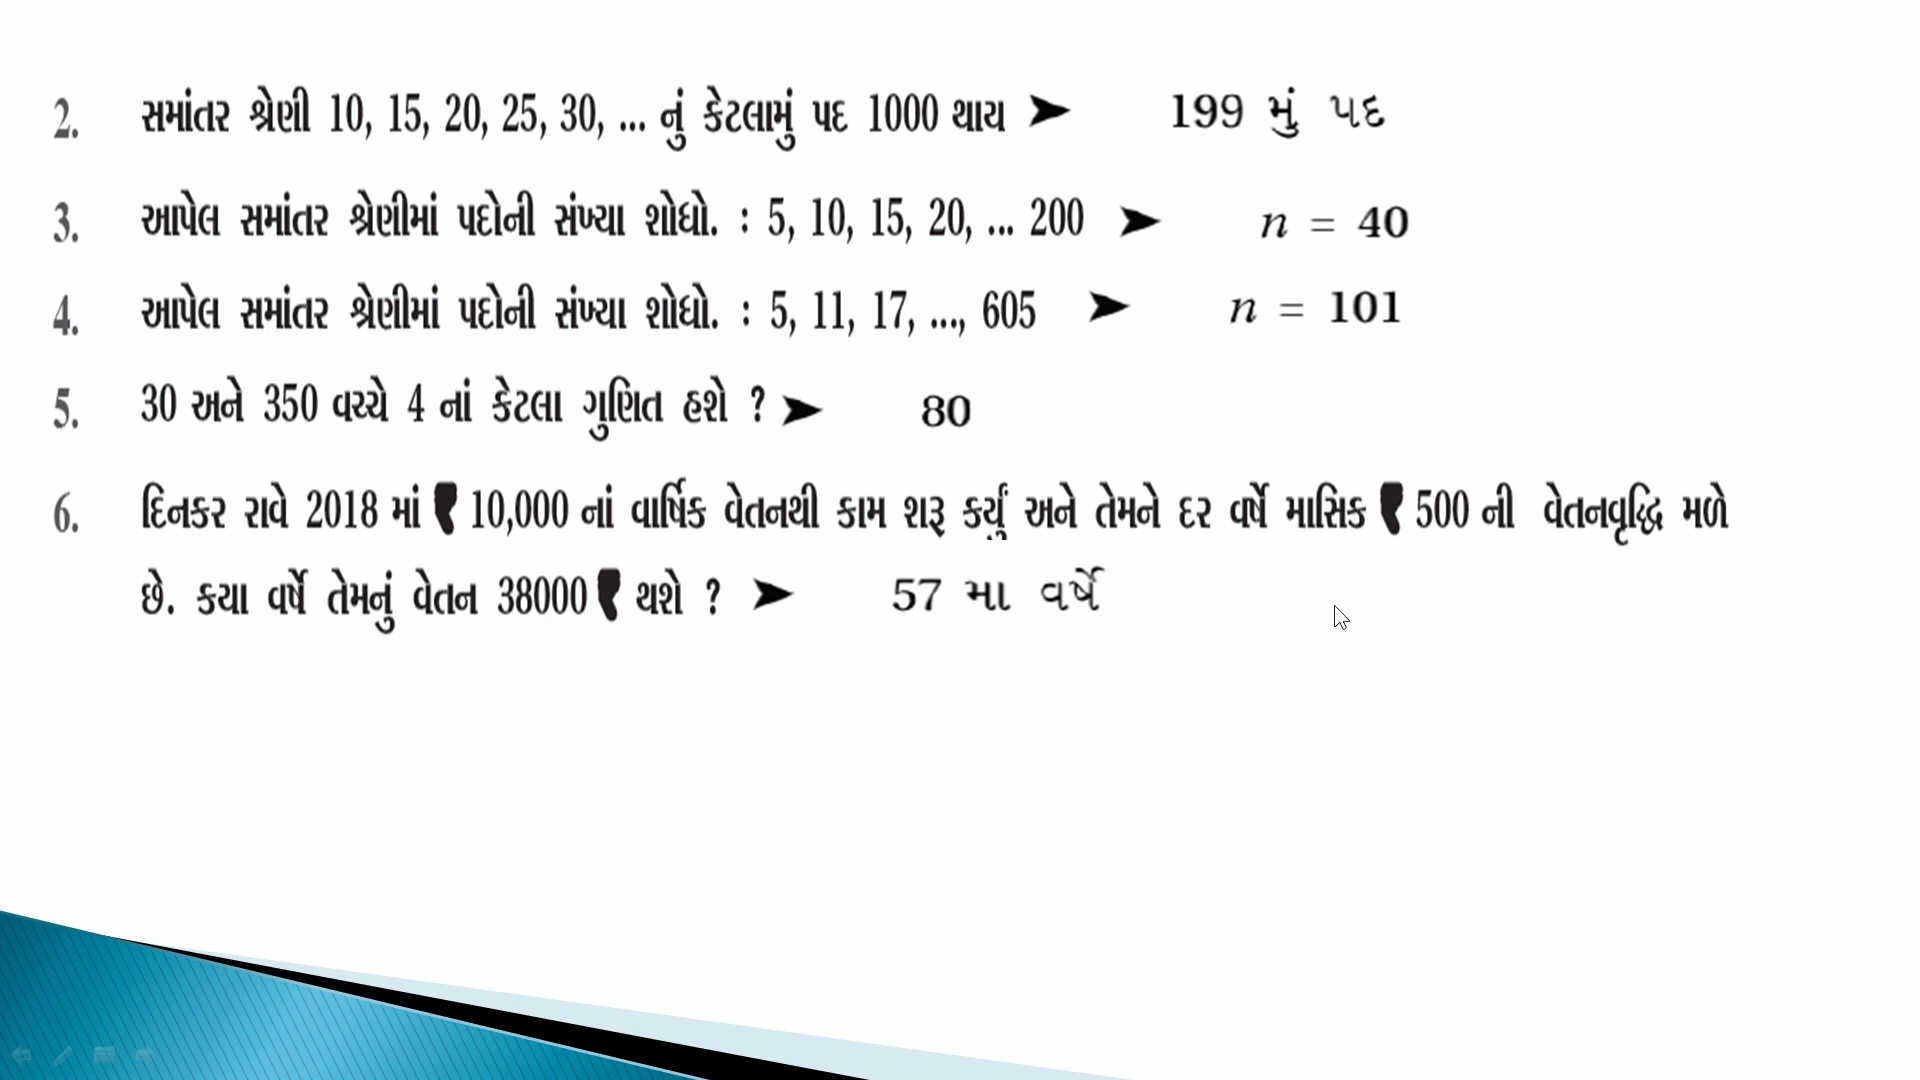 2. સમાંતર શ્રેણી 10, 15, 20, 25, 30, ... નું કેટલામું પદ 1000 થાય ➤ 199 મું પદ
3. આપેલ સમાંતર શ્રેણીમાં પદોની સંખ્યા શોધો. : 5, 10, 15, 20, ... 200 ➤ n = 40
4. આપેલ સમાંતર શ્રેણીમાં પદોની સંખ્યા શોધો. : 5, 11, 17, ..., 605 ➤ n = 101
5. 30 અને 350 વચ્ચે 4 નાં કેટલા ગુણિત હશે ? ➤ 80
6. દિનકર રાવે 2018 માં ₹ 10,000 નાં વાર્ષિક વેતનથી કામ શરૂ કર્યું અને તેમને દર વર્ષે માસિક ₹ 500 ની વેતનવૃદ્ધિ મળે
છે. કયા વર્ષે તેમનું વેતન 38000 ₹ થશે ? ➤ 57 મા વર્ષે